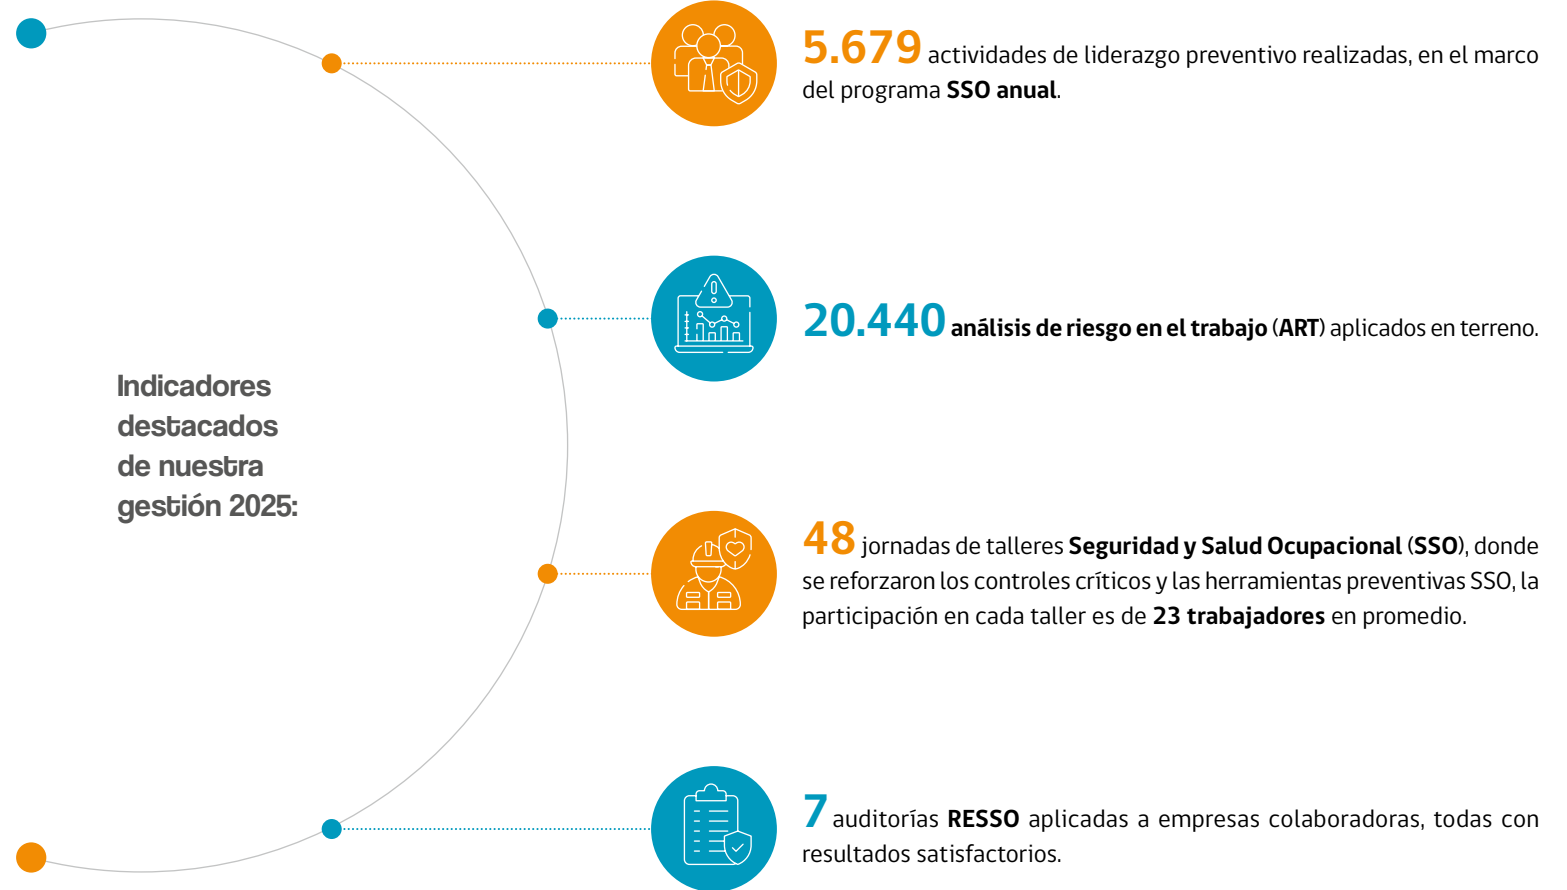 Indicadores
destacados
de nuestra
gestión 2025:
5.679 actividades de liderazgo preventivo realizadas, en el marco
del programa SSO anual.
20.440 análisis de riesgo en el trabajo (ART) aplicados en terreno.
48 jornadas de talleres Seguridad y Salud Ocupacional (SSO), donde
se reforzaron los controles críticos y las herramientas preventivas SSO, la
participación en cada taller es de 23 trabajadores en promedio.
7 auditorías RESSO aplicadas a empresas colaboradoras, todas con
resultados satisfactorios.